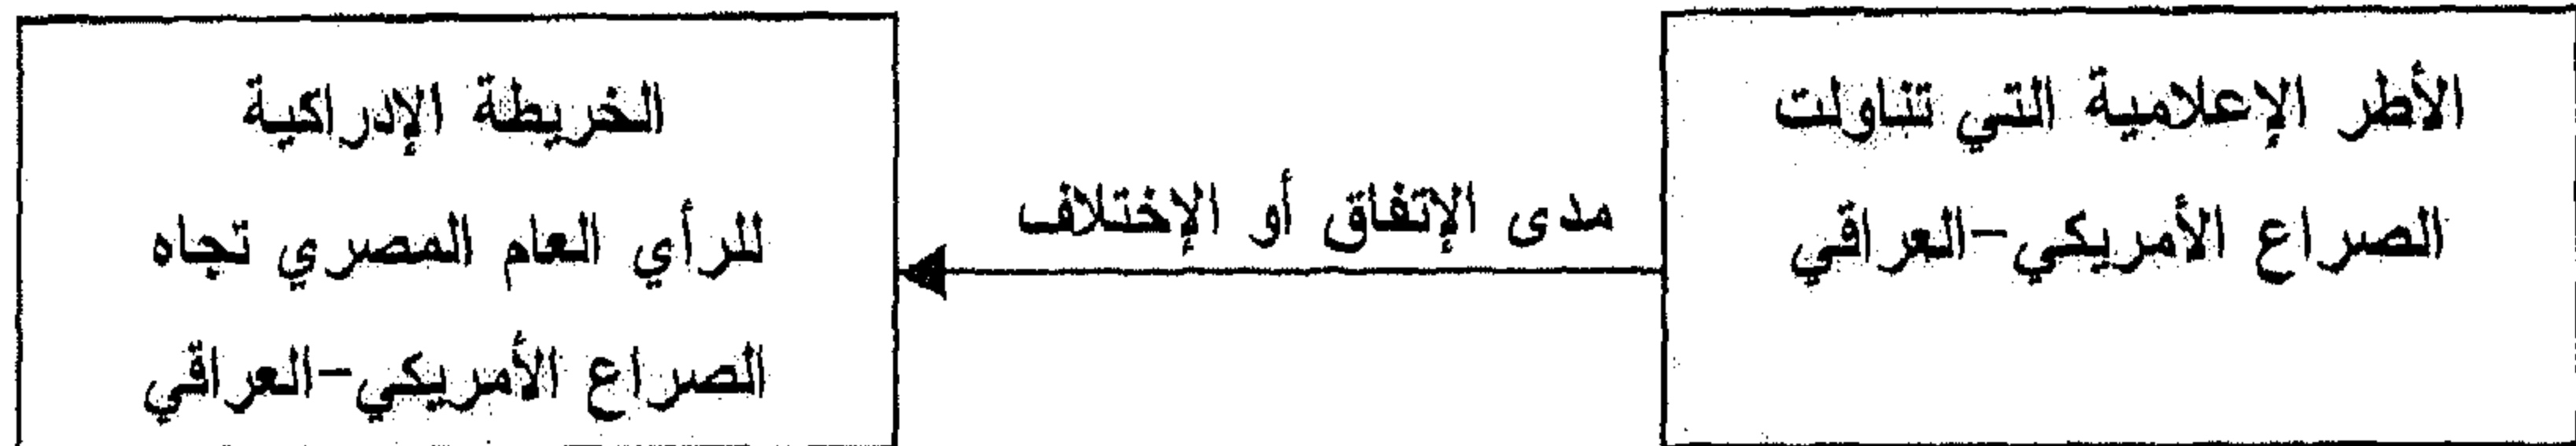 الأطر الإعلامية التي تناولت
الصراع الأمريكي-العراقي
مدى الإتفاق أو الإختلاف
الخريطة الإدراكية
للرأي العام المصري تجاه
الصراع الأمريكي-العراقي